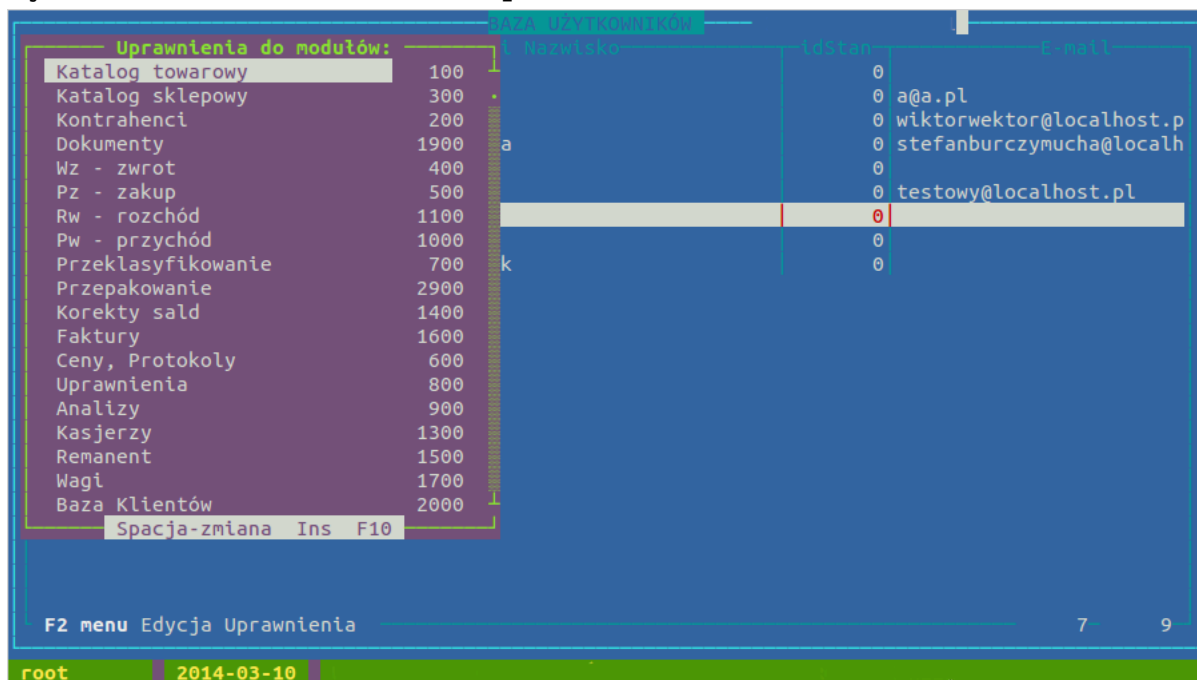 BAZA UŻYTKOWNIKÓW
Uprawnienia do modułów:
i Nazwisko idStan E-mail
Katalog towarowy 100 0
Katalog sklepowy 300 0 a@a.pl
Kontrahenci 200 0 wiktorwektor@localhost.p
Dokumenty 1900 a 0 stefanburczymucha@localh
Wz - zwrot 400 0
Pz - zakup 500 0 testowy@localhost.pl
Rw - rozchód 1100 0
Pw - przychód 1000 0
Przeklasyfikowanie 700 k 0
Przepakowanie 2900
Korekty sald 1400
Faktury 1600
Ceny, Protokoly 600
Uprawnienia 800
Analizy 900
Kasjerzy 1300
Remanent 1500
Wagi 1700
Baza Klientów 2000
Spacja-zmiana Ins F10
F2 menu Edycja Uprawnienia 7 9
root 2014-03-10